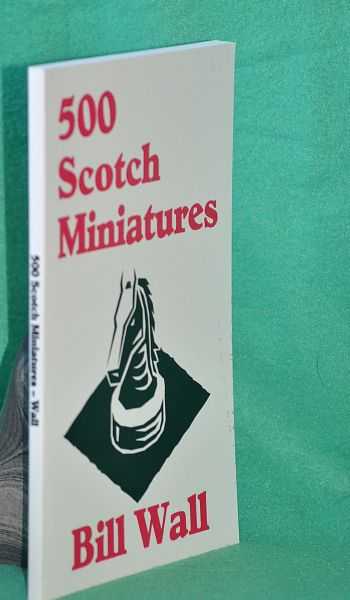 500
Scotch
Miniatures
Bill Wall
500 Scotch Miniatures - Wall